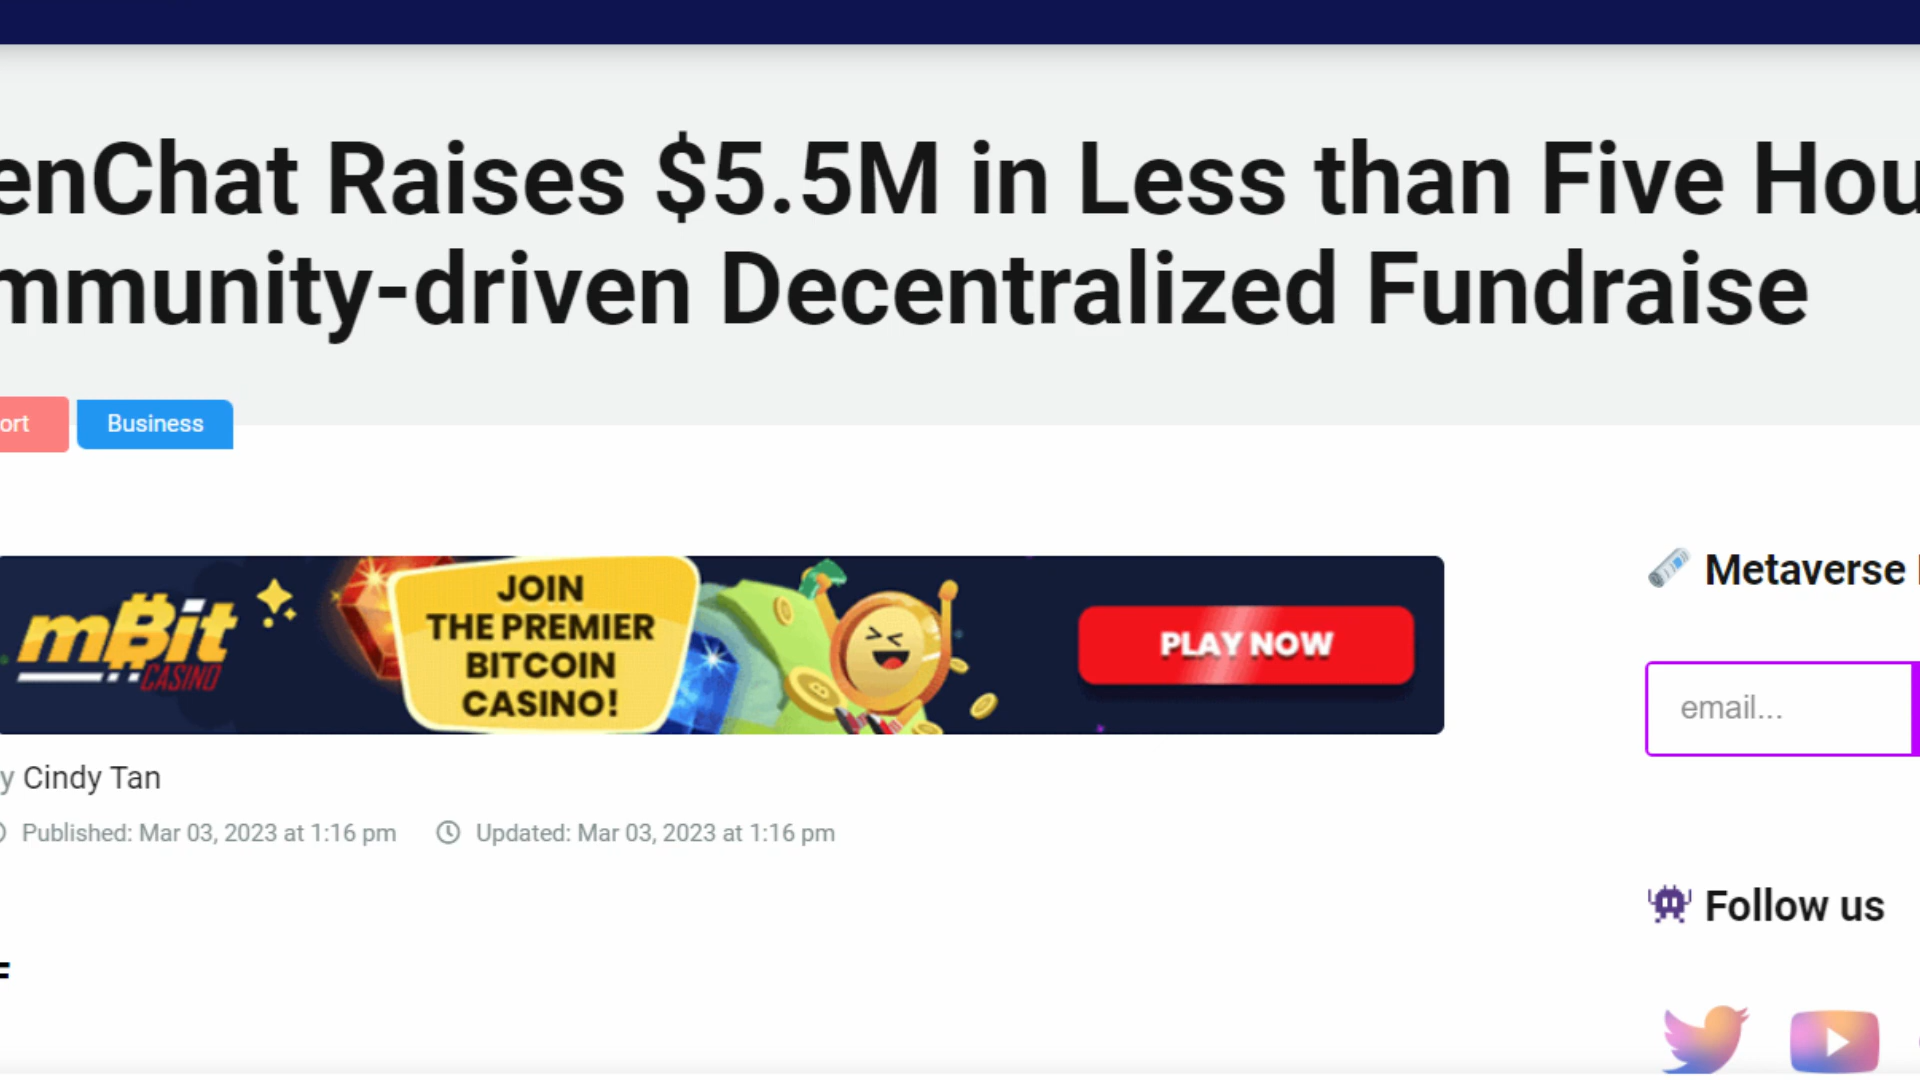 enChat Raises $5.5M in Less than Five Hou
mmunity-driven Decentralized Fundraise
ort
Business
mBit
CASINO
JOIN
THE PREMIER
BITCOIN
CASINO!
PLAY NOW
Metaverse
email...
y Cindy Tan
Published: Mar 03, 2023 at 1:16 pm
Updated: Mar 03, 2023 at 1:16 pm
Follow us